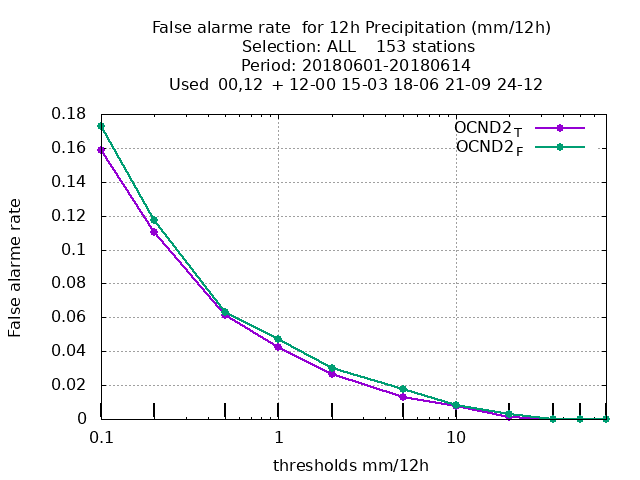 False alarme rate  for 12h Precipitation (mm/12h)
Selection: ALL    153 stations
Period: 20180601-20180614
Used  00,12  + 12-00 15-03 18-06 21-09 24-12
OCND2T
OCND2F
0.18
0.16
0.14
0.12
0.1
0.08
0.06
0.04
0.02
0
False alarme rate
0.1
1
10
thresholds mm/12h